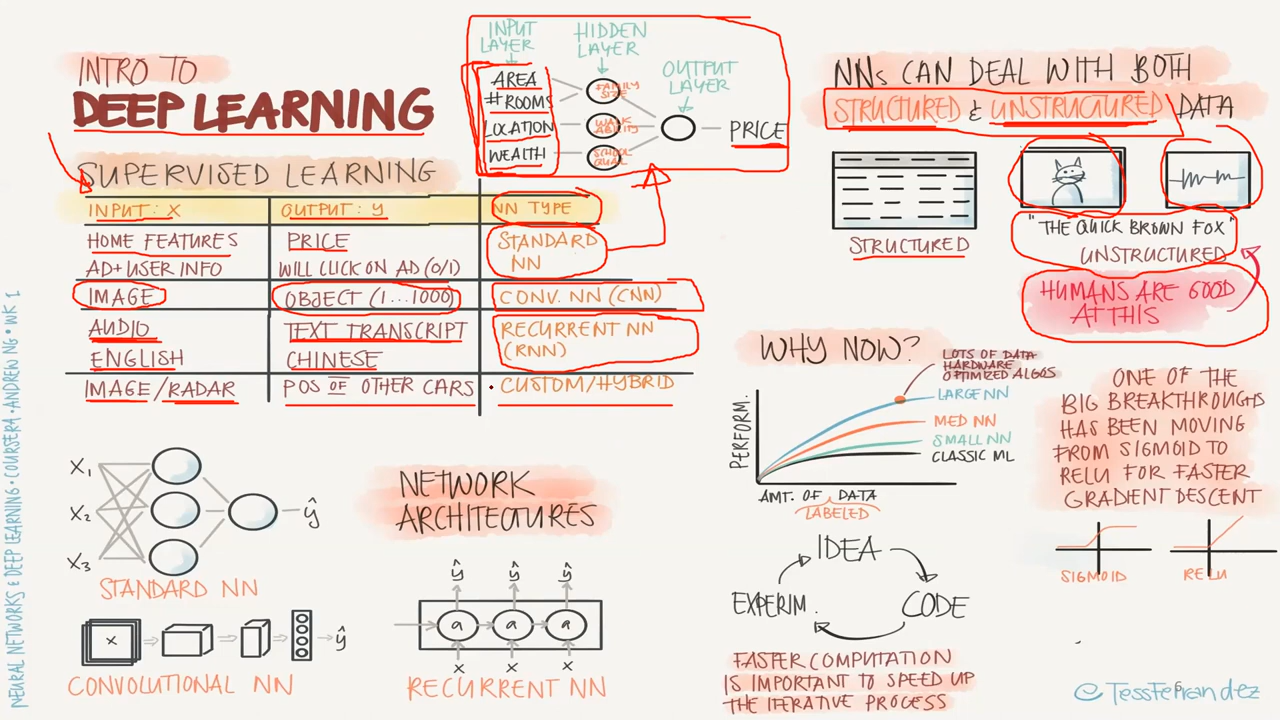 INTRO TO
DEEP LEARNING
SUPERVISED LEARNING
INPUT: X OUTPUT: Y NN TYPE
HOME FEATURES PRICE STANDARD
AD+USER INFO WILL CLICK ON AD (0/1) NN
IMAGE OBJECT (1...1000) CONV. NN (CNN)
AUDIO TEXT TRANSCRIPT RECURRENT NN
ENGLISH CHINESE (RNN)
IMAGE/RADAR POS OF OTHER CARS CUSTOM/HYBRID
INPUT
LAYER
HIDDEN
LAYER
OUTPUT
LAYER
AREA
# ROOMS
LOCATION
WEALTH
FAMILY
SIZE
WALK
ABILITY
SCHOOL
QUAL
PRICE
NNs CAN DEAL WITH BOTH
STRUCTURED & UNSTRUCTURED DATA
STRUCTURED
"THE QUICK BROWN FOX"
UNSTRUCTURED
HUMANS ARE GOOD
AT THIS
WHY NOW?
LOTS OF DATA
HARDWARE
OPTIMIZED ALGOS
LARGE NN
MED NN
SMALL NN
CLASSIC ML
PERFORM.
AMT. OF DATA
LABELED
ONE OF THE
BIG BREAKTHROUGHS
HAS BEEN MOVING
FROM SIGMOID TO
RELU FOR FASTER
GRADIENT DESCENT
SIGMOID RELU
IDEA
CODE
EXPERIM.
FASTER COMPUTATION
IS IMPORTANT TO SPEED UP
THE ITERATIVE PROCESS
NETWORK
ARCHITECTURES
X1
X2
X3
ŷ
STANDARD NN
X
ŷ
CONVOLUTIONAL NN
ŷ ŷ ŷ
a a a
X X X
RECURRENT NN
NEURAL NETWORKS & DEEP LEARNING • COURSERA • ANDREW NG • WK 1
@TessFerrandez